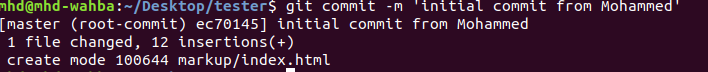 mhd@mhd-wahba:~/Desktop/tester$ git commit -m 'initial commit from Mohammed'
[master (root-commit) ec70145] initial commit from Mohammed
 1 file changed, 12 insertions(+)
 create mode 100644 markup/index.html